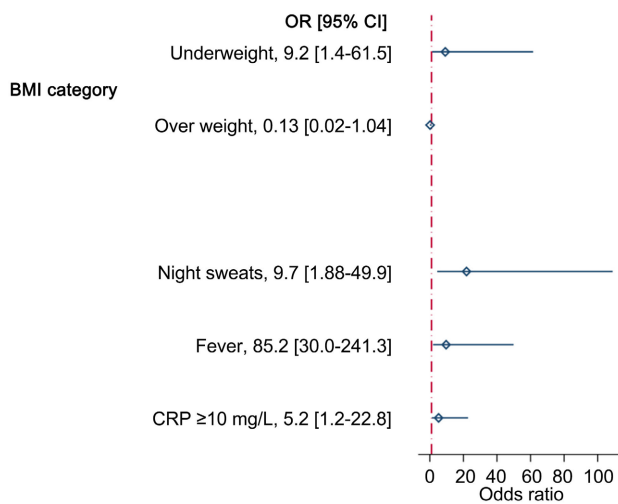 OR [95% CI]
Underweight, 9.2 [1.4-61.5]
BMI category
Over weight, 0.13 [0.02-1.04]
Night sweats, 9.7 [1.88-49.9]
Fever, 85.2 [30.0-241.3]
CRP ≥10 mg/L, 5.2 [1.2-22.8]
0 20 40 60 80 100
Odds ratio